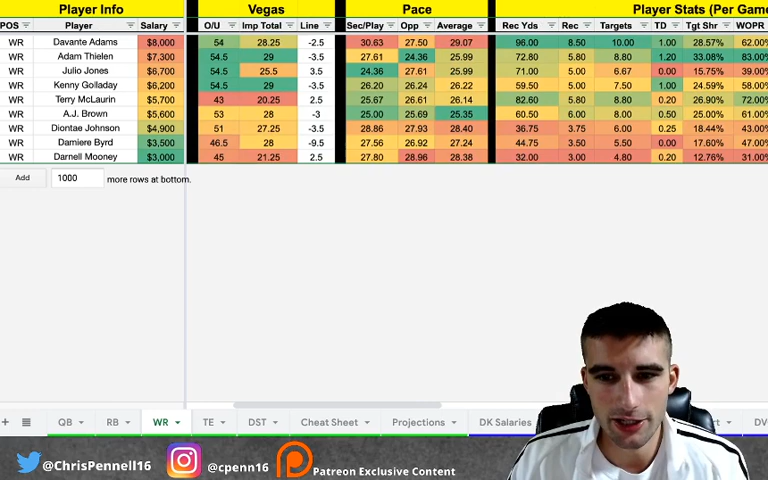 Player Info Vegas Pace Player Stats (Per Game
POS Player Salary O/U Imp Total Line Sec/Play Opp Average Rec Yds Rec Targets TD Tgt Shr WOPR
WR Davante Adams $8,000 54 28.25 -2.5 30.63 27.50 29.07 96.00 8.50 10.00 1.00 28.57% 62.00%
WR Adam Thielen $7,300 54.5 29 -3.5 27.61 24.36 25.99 72.80 5.80 8.80 1.20 33.08% 83.00%
WR Julio Jones $6,700 54.5 25.5 3.5 24.36 27.61 25.99 71.00 5.00 6.67 0.00 15.75% 39.00%
WR Kenny Golladay $6,200 54.5 29 -3.5 26.20 26.24 26.22 59.50 5.00 7.50 1.00 24.59% 58.00%
WR Terry McLaurin $5,700 43 20.25 2.5 25.67 26.61 26.14 82.60 5.80 8.80 0.20 26.90% 72.00%
WR A.J. Brown $5,600 53 28 -3 25.00 25.69 25.35 60.50 6.00 8.00 0.50 25.00% 61.00%
WR Diontae Johnson $4,900 51 27.25 -3.5 28.86 27.93 28.40 36.75 3.75 6.00 0.25 18.44% 43.00%
WR Damiere Byrd $3,500 46.5 28 -9.5 27.56 26.92 27.24 44.75 3.50 5.50 0.00 17.60% 47.00%
WR Darnell Mooney $3,000 45 21.25 2.5 27.80 28.96 28.38 32.00 3.00 4.80 0.20 12.76% 31.00%
Add 1000 more rows at bottom.
QB RB WR TE DST Cheat Sheet Projections DK Salaries DV
@ChrisPennell16 @cpenn16 Patreon Exclusive Content